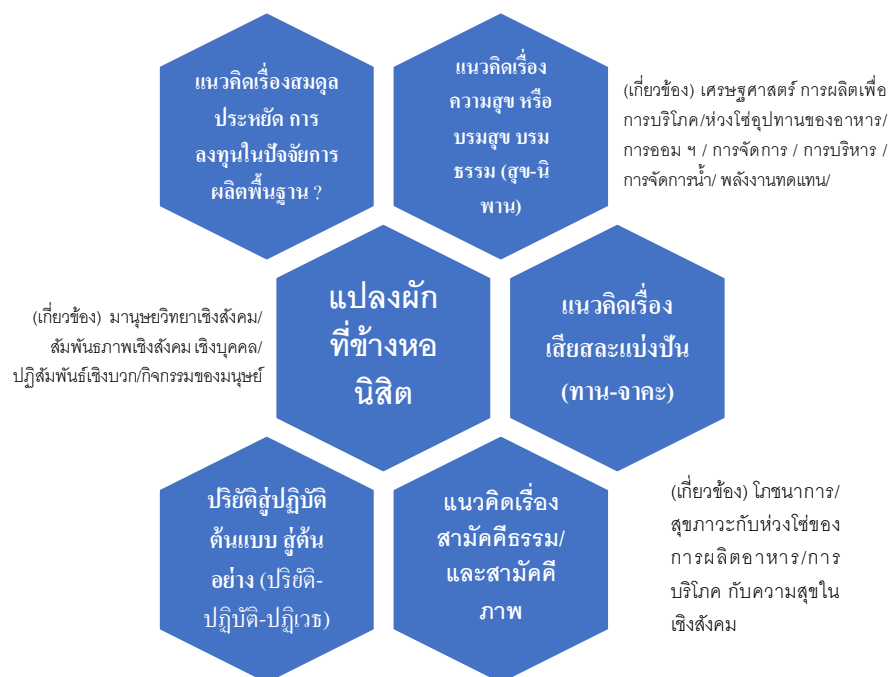 แนวคิดเรื่องสมดุล
ประหยัด การ
ลงทุนในปัจจัยการ
ผลิตพื้นฐาน ?
แนวคิดเรื่อง
ความสุข หรือ
บรมสุข บรม
ธรรม (สุข-นิ
พาน)
(เกี่ยวข้อง) เศรษฐศาสตร์ การผลิตเพื่อ
การบริโภค/ห่วงโซ่อุปทานของอาหาร/
การออม ฯ / การจัดการ / การบริหาร /
การจัดการน้ำ/ พลังงานทดแทน/
(เกี่ยวข้อง) มานุษยวิทยาเชิงสังคม/
สัมพันธภาพเชิงสังคม เชิงบุคคล/
ปฏิสัมพันธ์เชิงบวก/กิจกรรมของมนุษย์
แปลงผัก
ที่ข้างหอ
นิสิต
แนวคิดเรื่อง
เสียสละแบ่งปัน
(ทาน-จาคะ)
ปริยัติสู่ปฏิบัติ
ต้นแบบ สู่ต้น
อย่าง (ปริยัติ-
ปฏิบัติ-ปฏิเวธ)
แนวคิดเรื่อง
สามัคคีธรรม/
และสามัคคี
ภาพ
(เกี่ยวข้อง) โภชนาการ/
สุขภาวะกับห่วงโซ่ของ
การผลิตอาหาร/การ
บริโภค กับความสุขใน
เชิงสังคม